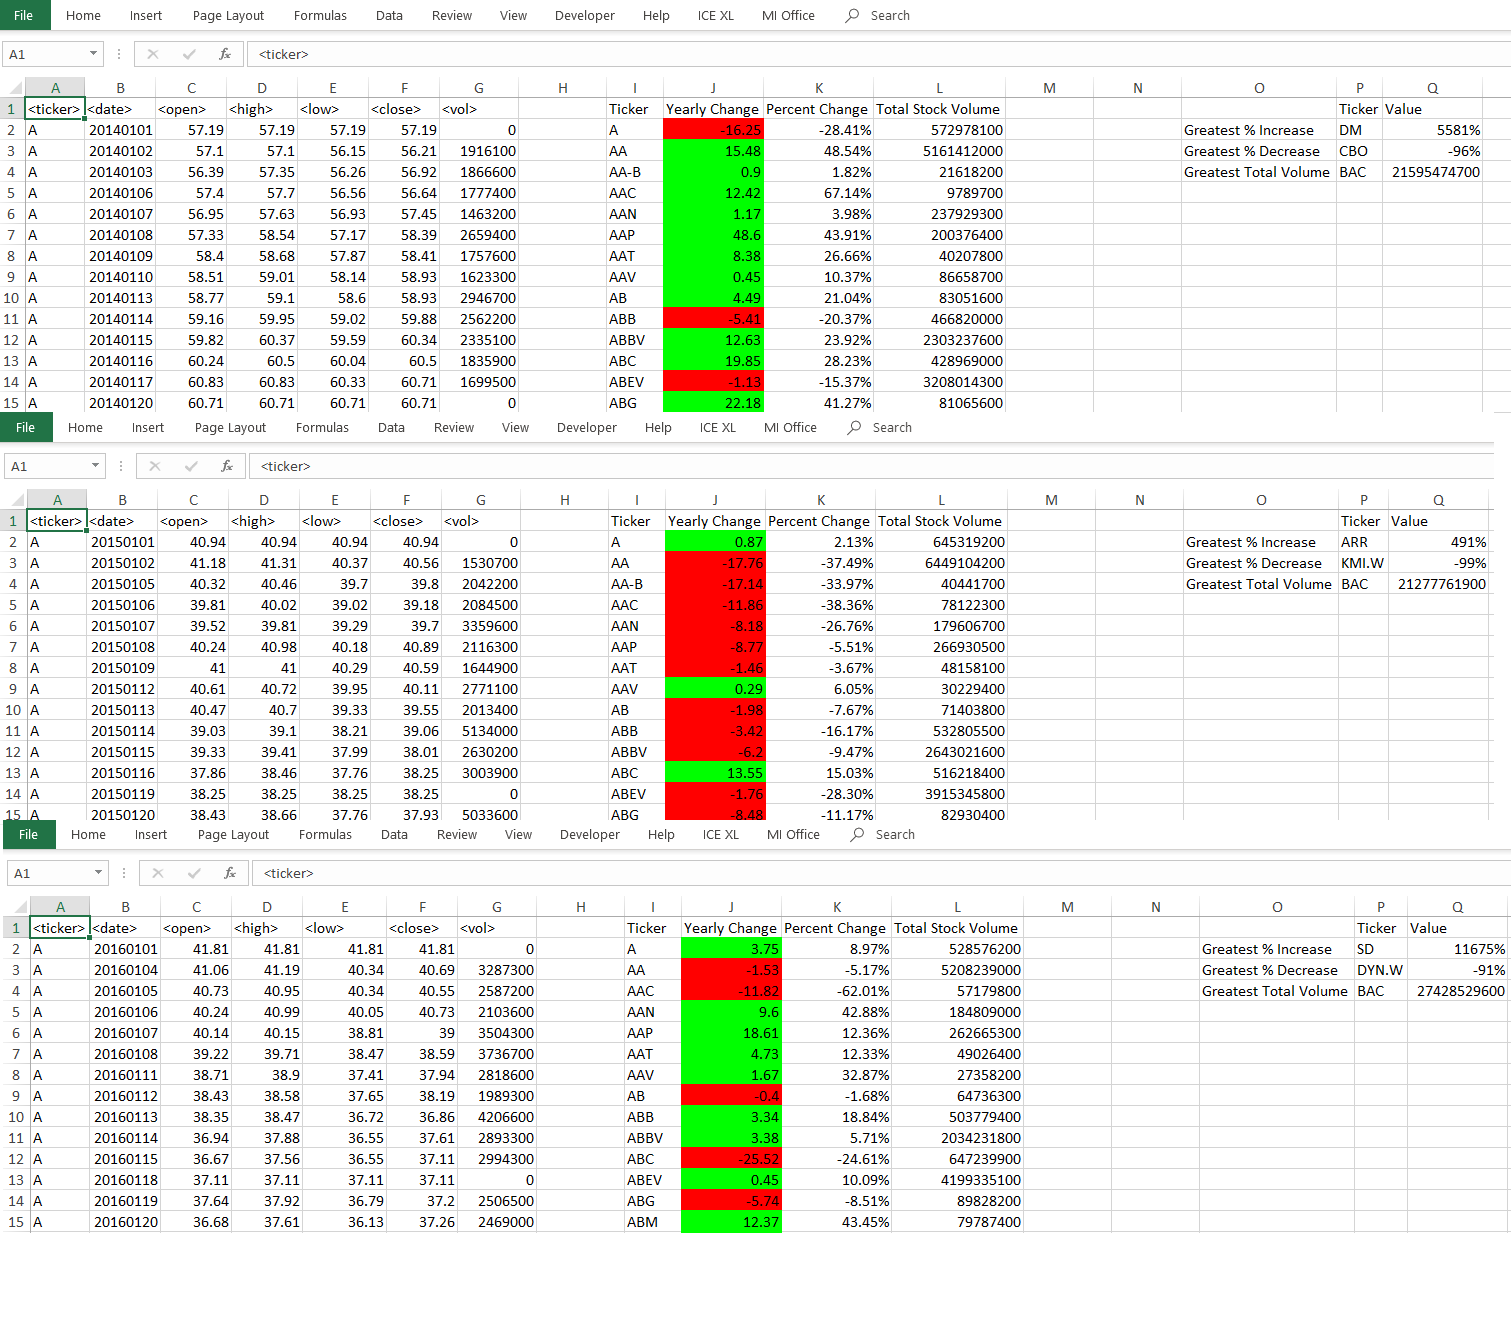 File Home Insert Page Layout Formulas Data Review View Developer Help ICE XL MI Office Search
A1 fx <ticker>
A B C D E F G H I J K L M N O P Q
1 <ticker> <date> <open> <high> <low> <close> <vol> Ticker Yearly Change Percent Change Total Stock Volume Ticker Value
2 A 20140101 57.19 57.19 57.19 57.19 0 A -16.25 -28.41% 572978100 Greatest % Increase DM 5581%
3 A 20140102 57.1 57.1 56.15 56.21 1916100 AA 15.48 48.54% 5161412000 Greatest % Decrease CBO -96%
4 A 20140103 56.39 57.35 56.26 56.92 1866600 AA-B 0.9 1.82% 21618200 Greatest Total Volume BAC 21595474700
5 A 20140106 57.4 57.7 56.56 56.64 1777400 AAC 12.42 67.14% 9789700
6 A 20140107 56.95 57.63 56.93 57.45 1463200 AAN 1.17 3.98% 237929300
7 A 20140108 57.33 58.54 57.17 58.39 2659400 AAP 48.6 43.91% 200376400
8 A 20140109 58.4 58.68 57.87 58.41 1757600 AAT 8.38 26.66% 40207800
9 A 20140110 58.51 59.01 58.14 58.93 1623300 AAV 0.45 10.37% 86658700
10 A 20140113 58.77 59.1 58.6 58.93 2946700 AB 4.49 21.04% 83051600
11 A 20140114 59.16 59.95 59.02 59.88 2562200 ABB -5.41 -20.37% 466820000
12 A 20140115 59.82 60.37 59.59 60.34 2335100 ABBV 12.63 23.92% 2303237600
13 A 20140116 60.24 60.5 60.04 60.5 1835900 ABC 19.85 28.23% 428969000
14 A 20140117 60.83 60.83 60.33 60.71 1699500 ABEV -1.13 -15.37% 3208014300
15 A 20140120 60.71 60.71 60.71 60.71 0 ABG 22.18 41.27% 81065600
File Home Insert Page Layout Formulas Data Review View Developer Help ICE XL MI Office Search
A1 fx <ticker>
A B C D E F G H I J K L M N O P Q
1 <ticker> <date> <open> <high> <low> <close> <vol> Ticker Yearly Change Percent Change Total Stock Volume Ticker Value
2 A 20150101 40.94 40.94 40.94 40.94 0 A 0.87 2.13% 645319200 Greatest % Increase ARR 491%
3 A 20150102 41.18 41.31 40.37 40.56 1530700 AA -17.76 -37.49% 6449104200 Greatest % Decrease KMI.W -99%
4 A 20150105 40.32 40.46 39.7 39.8 2042200 AA-B -17.14 -33.97% 40441700 Greatest Total Volume BAC 21277761900
5 A 20150106 39.81 40.02 39.02 39.18 2084500 AAC -11.86 -38.36% 78122300
6 A 20150107 39.52 39.81 39.29 39.7 3359600 AAN -8.18 -26.76% 179606700
7 A 20150108 40.24 40.98 40.18 40.89 2116300 AAP -8.77 -5.51% 266930500
8 A 20150109 41 41 40.29 40.59 1644900 AAT -1.46 -3.67% 48158100
9 A 20150112 40.61 40.72 39.95 40.11 2771100 AAV 0.29 6.05% 30229400
10 A 20150113 40.47 40.7 39.33 39.55 2013400 AB -1.98 -7.67% 71403800
11 A 20150114 39.03 39.1 38.21 39.06 5134000 ABB -3.42 -16.17% 532805500
12 A 20150115 39.33 39.41 37.99 38.01 2630200 ABBV -6.2 -9.47% 2643021600
13 A 20150116 37.86 38.46 37.76 38.25 3003900 ABC 13.55 15.03% 516218400
14 A 20150119 38.25 38.25 38.25 38.25 0 ABEV -1.76 -28.30% 3915345800
15 A 20150120 38.43 38.66 37.76 37.93 5033600 ABG -8.48 -11.17% 82930400
File Home Insert Page Layout Formulas Data Review View Developer Help ICE XL MI Office Search
A1 fx <ticker>
A B C D E F G H I J K L M N O P Q
1 <ticker> <date> <open> <high> <low> <close> <vol> Ticker Yearly Change Percent Change Total Stock Volume Ticker Value
2 A 20160101 41.81 41.81 41.81 41.81 0 A 3.75 8.97% 528576200 Greatest % Increase SD 11675%
3 A 20160104 41.06 41.19 40.34 40.69 3287300 AA -1.53 -5.17% 5208239000 Greatest % Decrease DYN.W -91%
4 A 20160105 40.73 40.95 40.34 40.55 2587200 AAC -11.82 -62.01% 57179800 Greatest Total Volume BAC 27428529600
5 A 20160106 40.24 40.99 40.05 40.73 2103600 AAN 9.6 42.88% 184809000
6 A 20160107 40.14 40.15 38.81 39 3504300 AAP 18.61 12.36% 262665300
7 A 20160108 39.22 39.71 38.47 38.59 3736700 AAT 4.73 12.33% 49026400
8 A 20160111 38.71 38.9 37.41 37.94 2818600 AAV 1.67 32.87% 27358200
9 A 20160112 38.43 38.58 37.65 38.19 1989300 AB -0.4 -1.68% 64736300
10 A 20160113 38.35 38.47 36.72 36.86 4206600 ABB 3.34 18.84% 503779400
11 A 20160114 36.94 37.88 36.55 37.61 2893300 ABBV 3.38 5.71% 2034231800
12 A 20160115 36.67 37.56 36.55 37.11 2994300 ABC -25.52 -24.61% 647239900
13 A 20160118 37.11 37.11 37.11 37.11 0 ABEV 0.45 10.09% 4199335100
14 A 20160119 37.64 37.92 36.79 37.2 2506500 ABG -5.74 -8.51% 89828200
15 A 20160120 36.68 37.61 36.13 37.26 2469000 ABM 12.37 43.45% 79787400